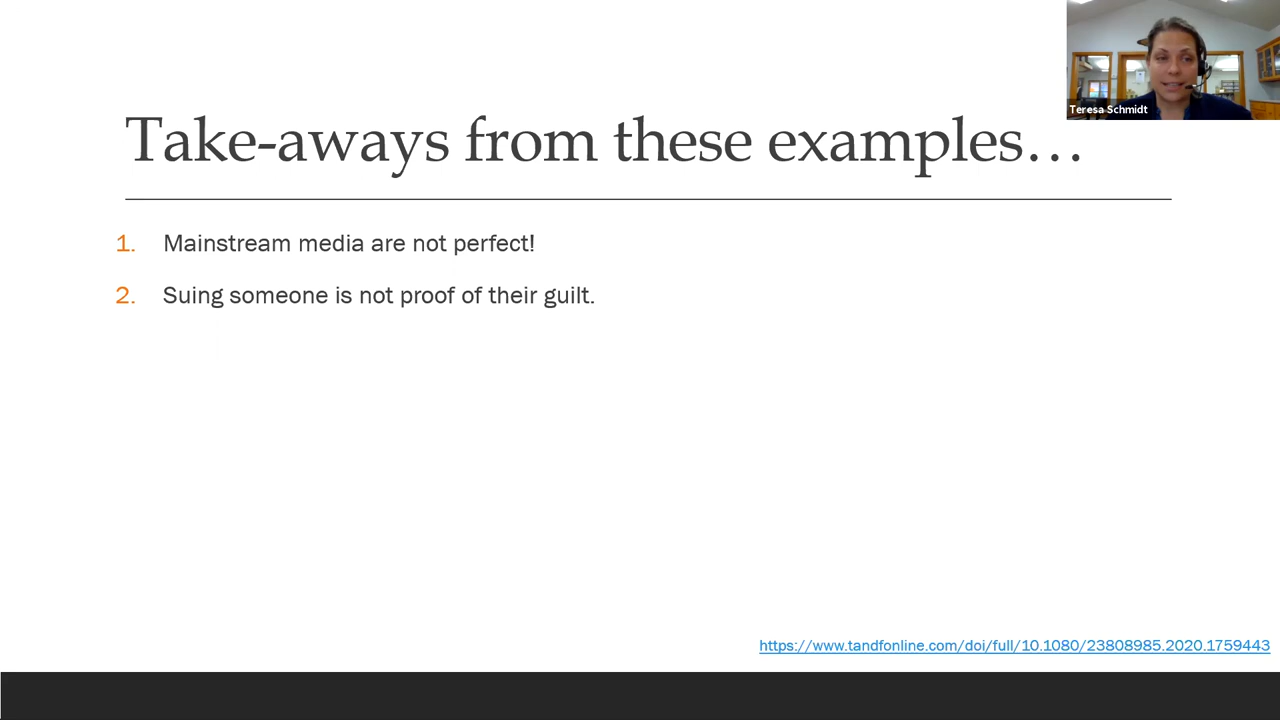 Teresa Schmidt
Take-aways from these examples…
1. Mainstream media are not perfect!
2. Suing someone is not proof of their guilt.
https://www.tandfonline.com/doi/full/10.1080/23808985.2020.1759443